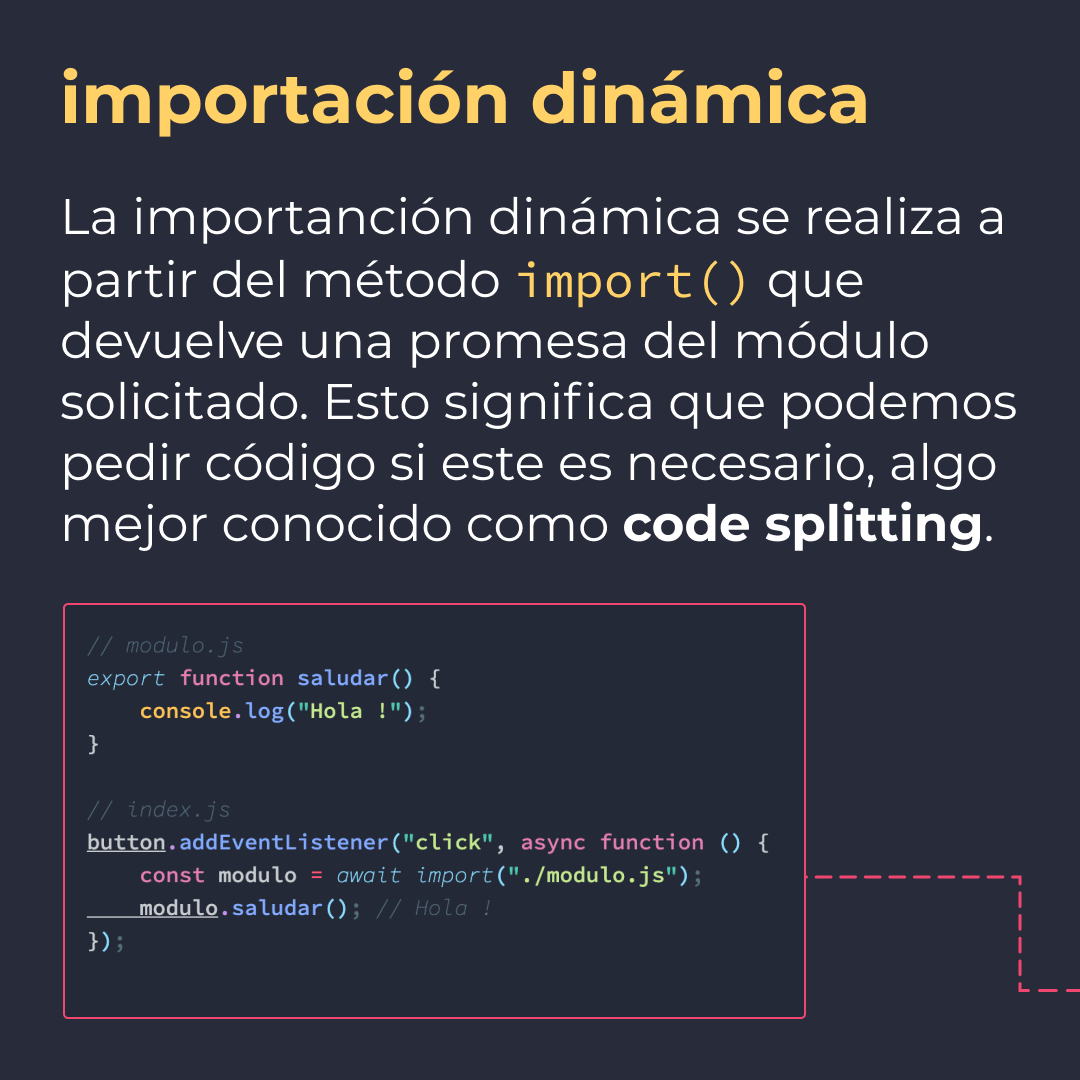 importación dinámica
La importanción dinámica se realiza a
partir del método import() que
devuelve una promesa del módulo
solicitado. Esto significa que podemos
pedir código si este es necesario, algo
mejor conocido como code splitting.
// modulo.js
export function saludar() {
    console.log("Hola !");
}
// index.js
button.addEventListener("click", async function () {
    const modulo = await import("./modulo.js");
    modulo.saludar(); // Hola !
});